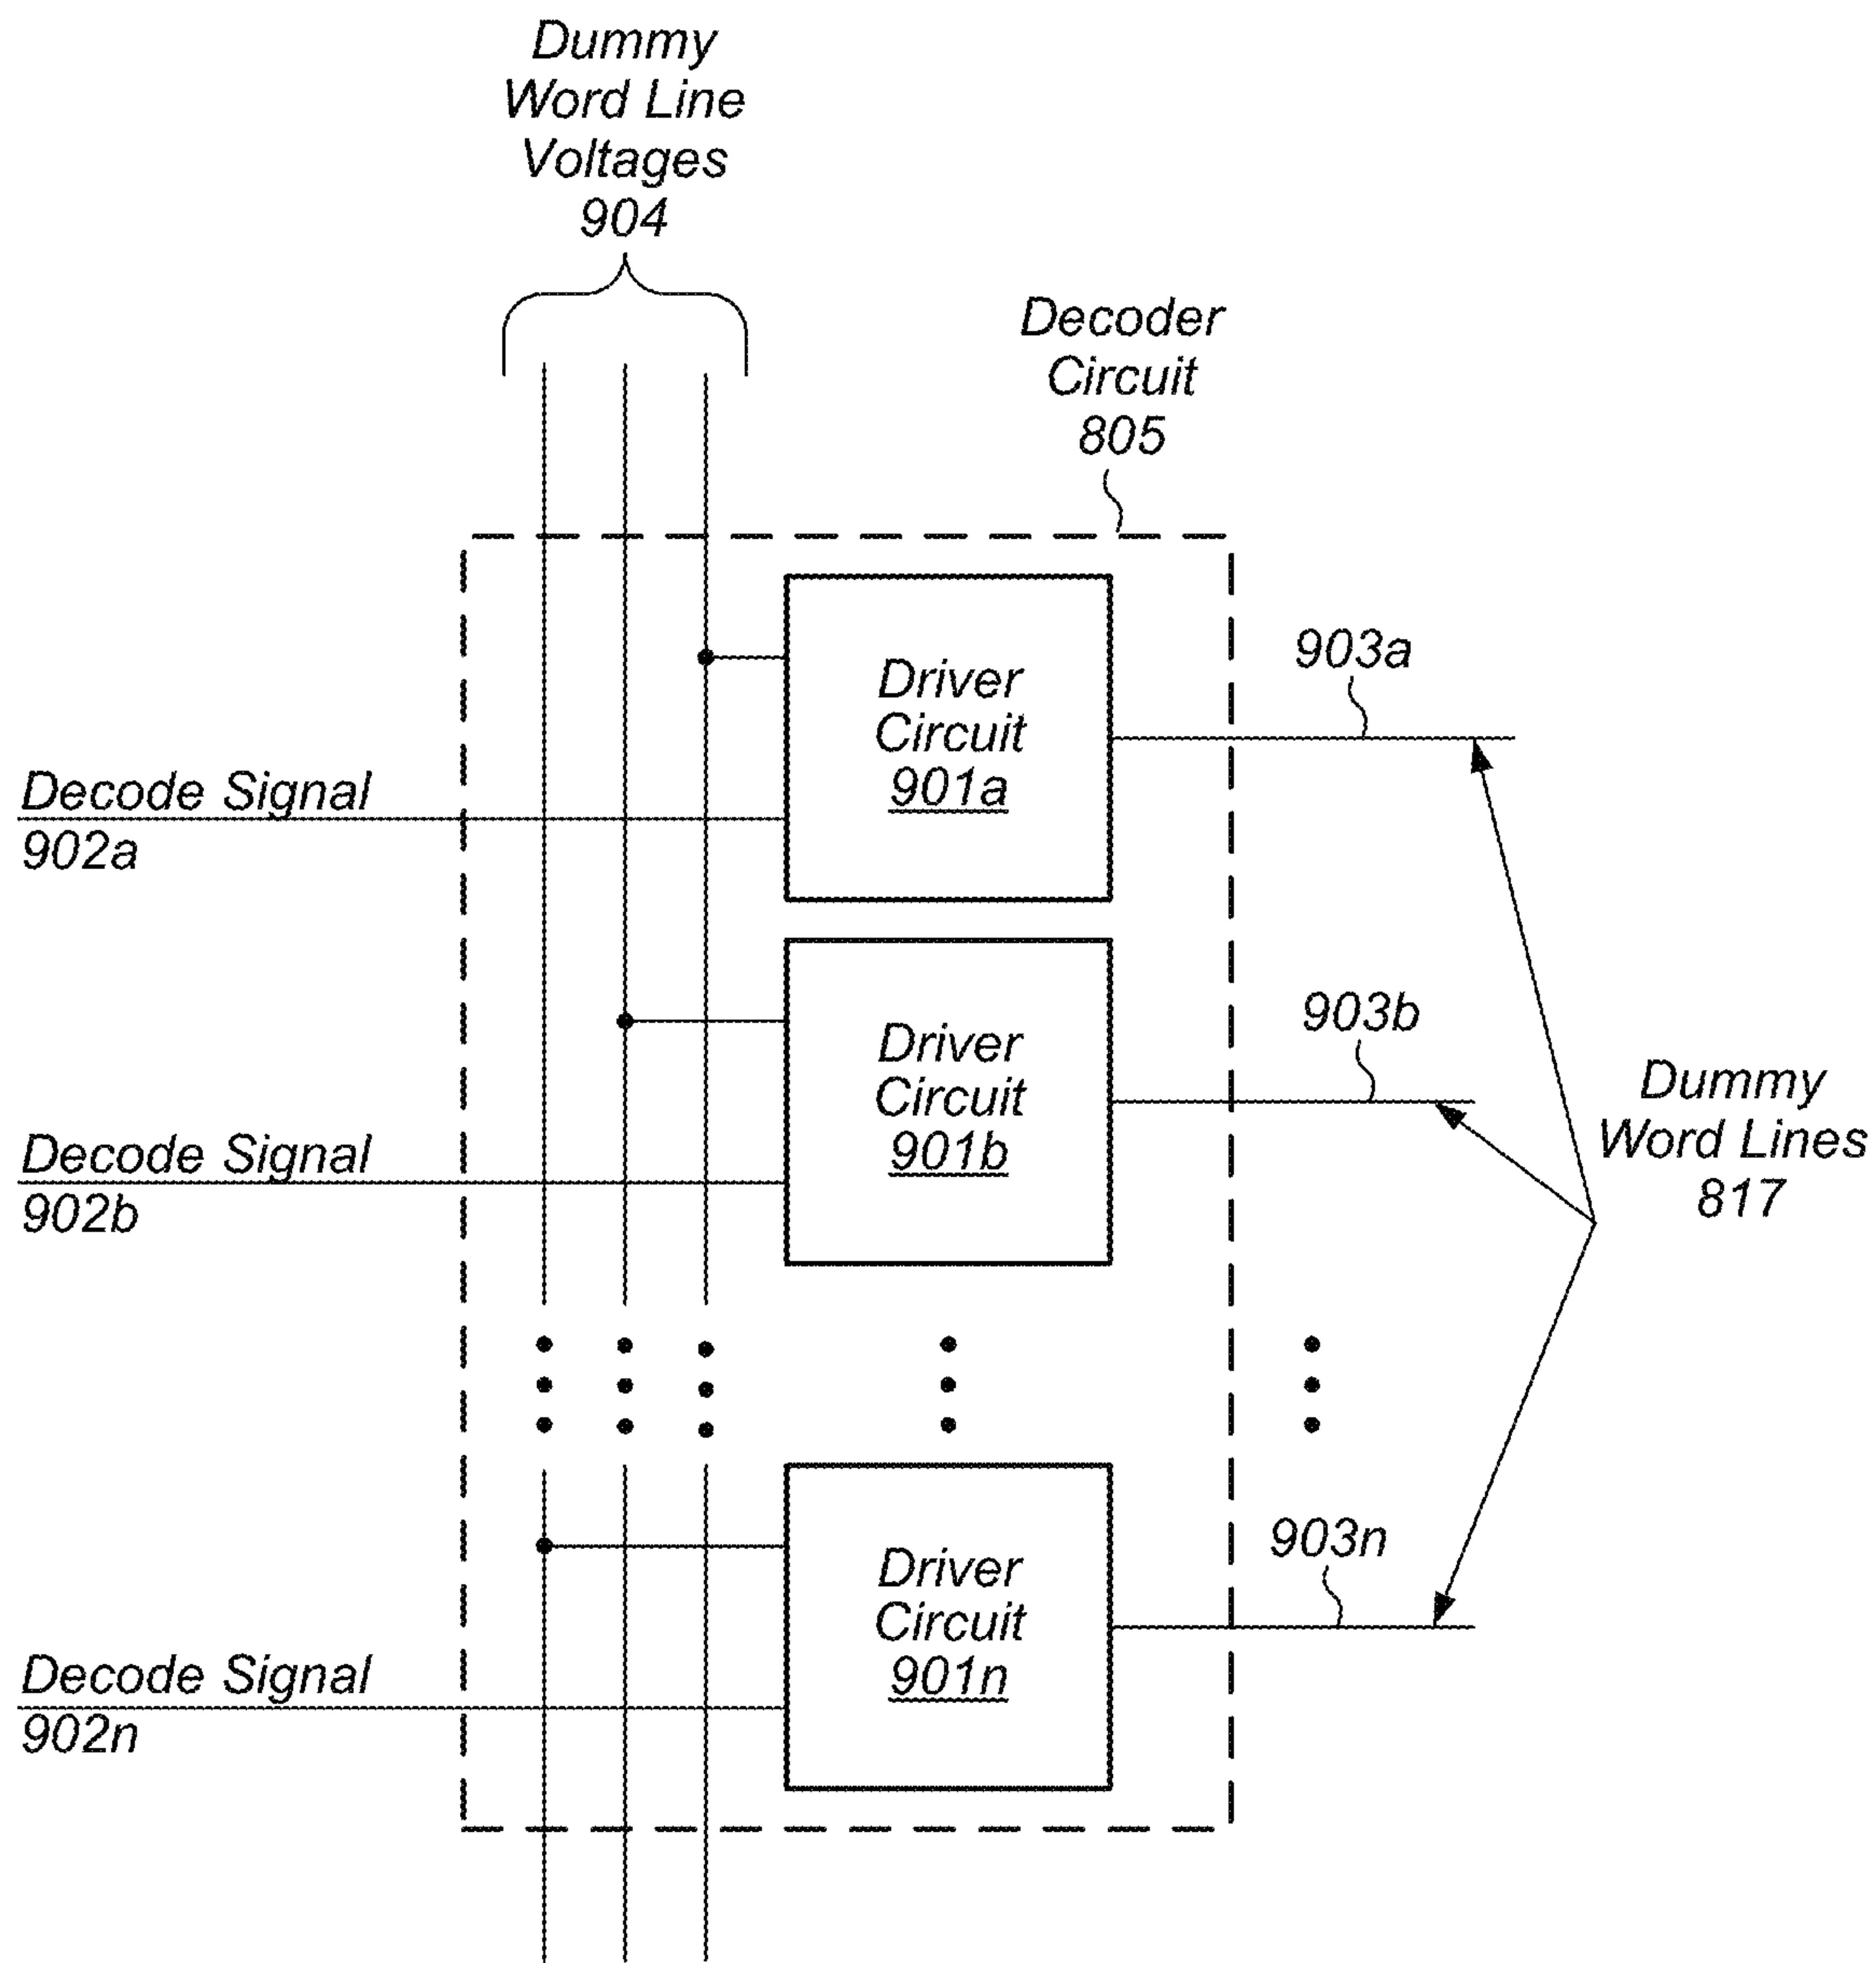 Dummy
Word Line
Voltages
904
Decoder
Circuit
805
Driver
Circuit
901a
903a
Decode Signal
902a
Driver
Circuit
901b
903b
Dummy
Word Lines
817
Decode Signal
902b
Driver
Circuit
901n
903n
Decode Signal
902n